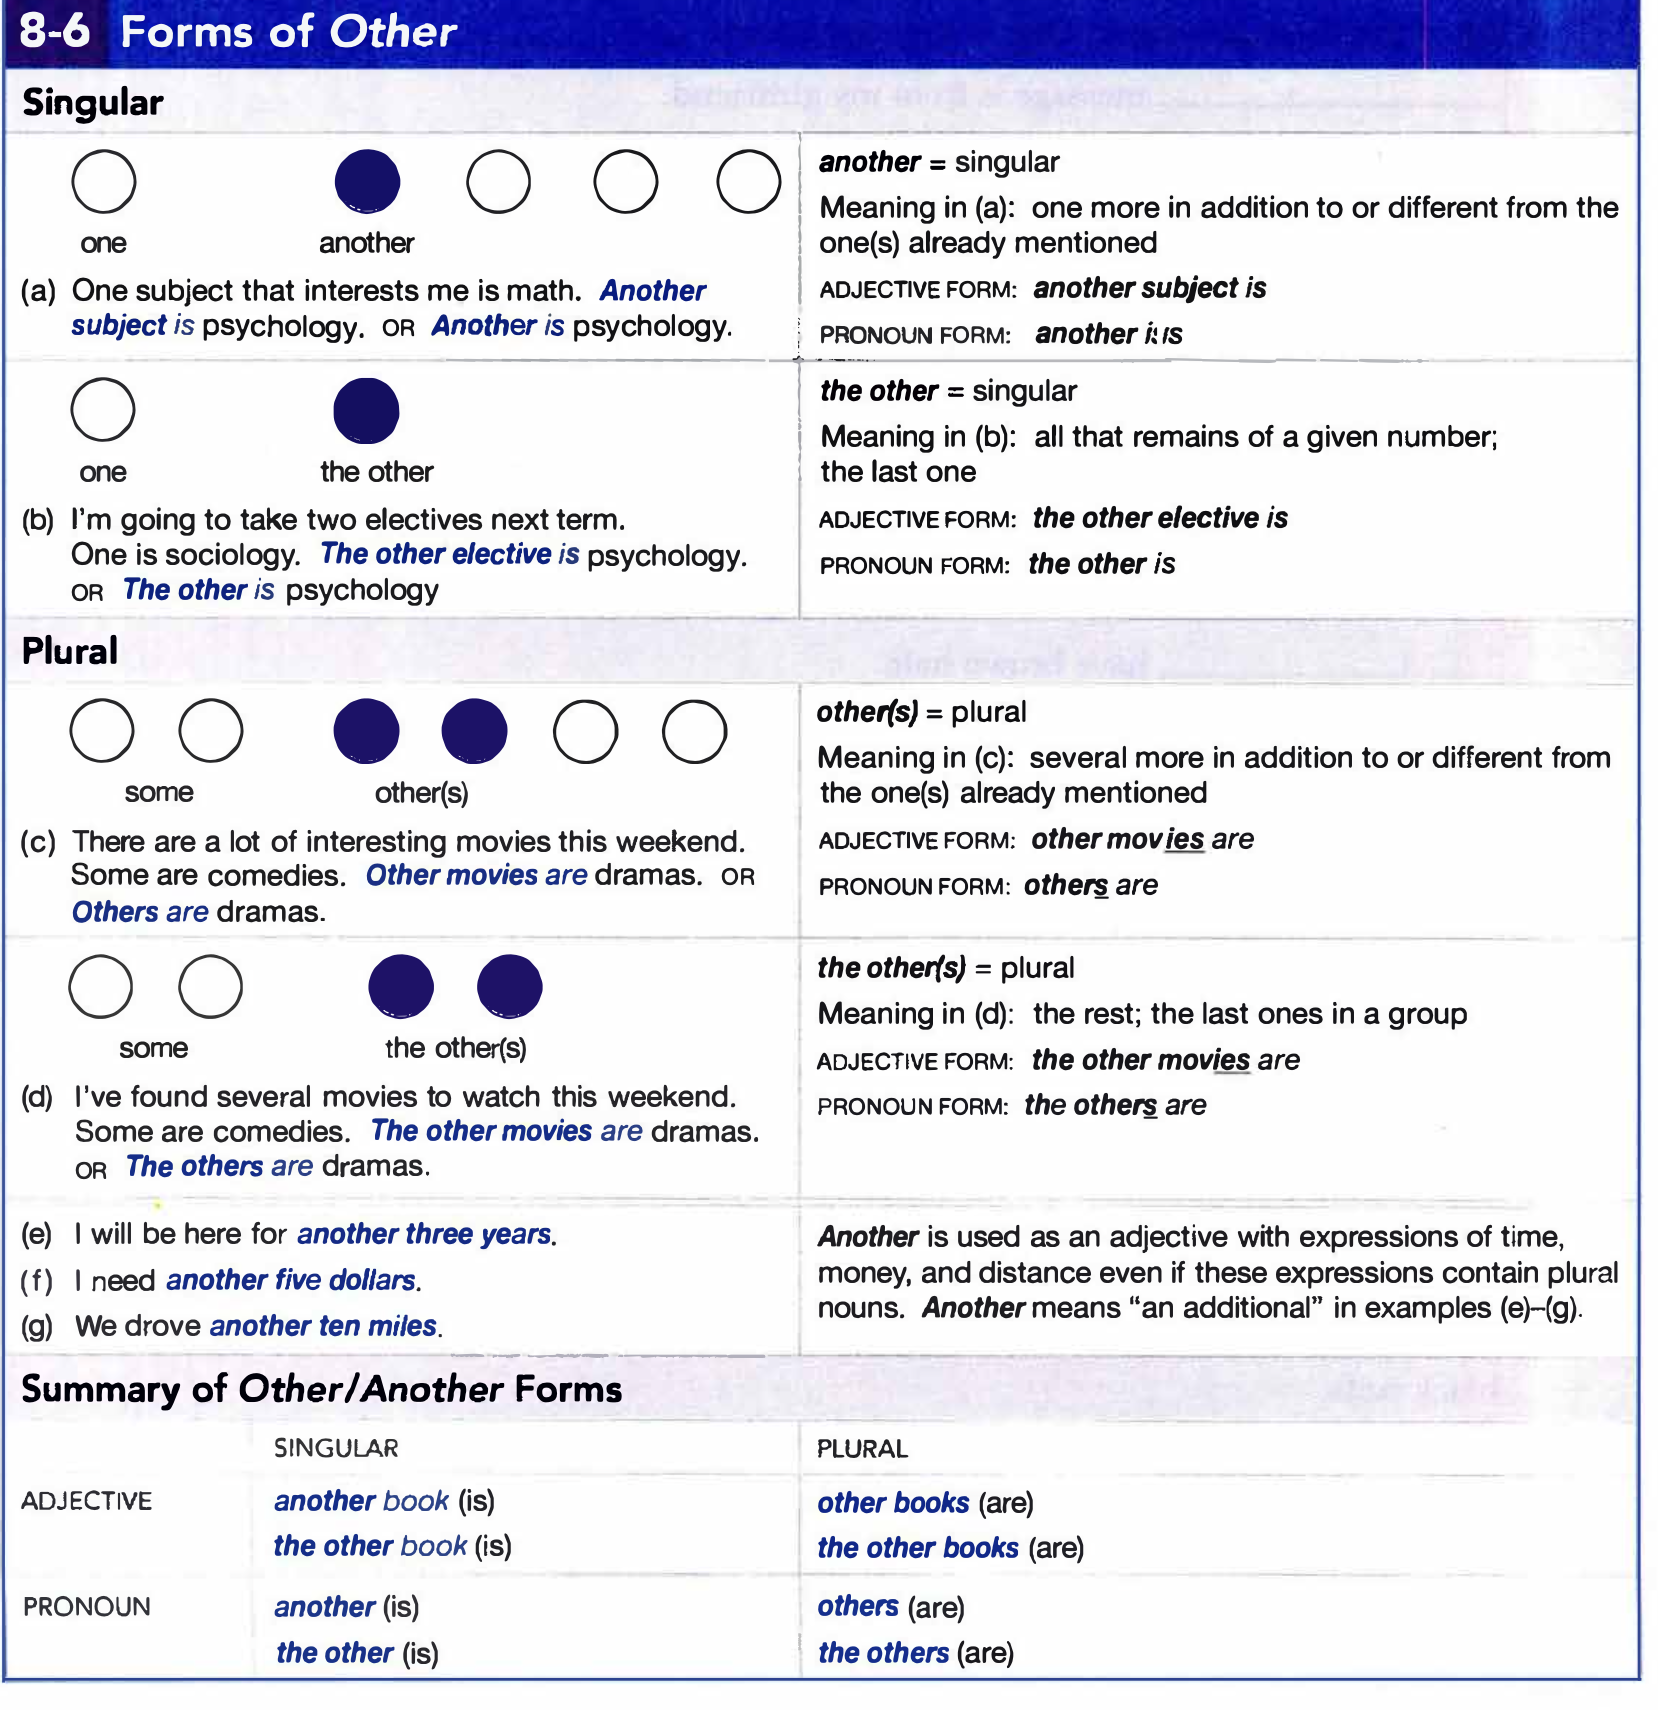 8-6 Forms of Other
Singular
one another
(a) One subject that interests me is math. Another
subject is psychology. OR Another is psychology.
another = singular
Meaning in (a): one more in addition to or different from the
one(s) already mentioned
ADJECTIVE FORM: another subject is
PRONOUN FORM: another is
one the other
(b) I'm going to take two electives next term.
One is sociology. The other elective is psychology.
OR The other is psychology
the other = singular
Meaning in (b): all that remains of a given number;
the last one
ADJECTIVE FORM: the other elective is
PRONOUN FORM: the other is
Plural
some other(s)
(c) There are a lot of interesting movies this weekend.
Some are comedies. Other movies are dramas. OR
Others are dramas.
other(s) = plural
Meaning in (c): several more in addition to or different from
the one(s) already mentioned
ADJECTIVE FORM: other movies are
PRONOUN FORM: others are
some the other(s)
(d) I've found several movies to watch this weekend.
Some are comedies. The other movies are dramas.
OR The others are dramas.
the other(s) = plural
Meaning in (d): the rest; the last ones in a group
ADJECTIVE FORM: the other movies are
PRONOUN FORM: the others are
(e) I will be here for another three years.
(f) I need another five dollars.
(g) We drove another ten miles.
Another is used as an adjective with expressions of time,
money, and distance even if these expressions contain plural
nouns. Another means "an additional" in examples (e)–(g).
Summary of Other/Another Forms
SINGULAR PLURAL
ADJECTIVE another book (is) other books (are)
the other book (is) the other books (are)
PRONOUN another (is) others (are)
the other (is) the others (are)